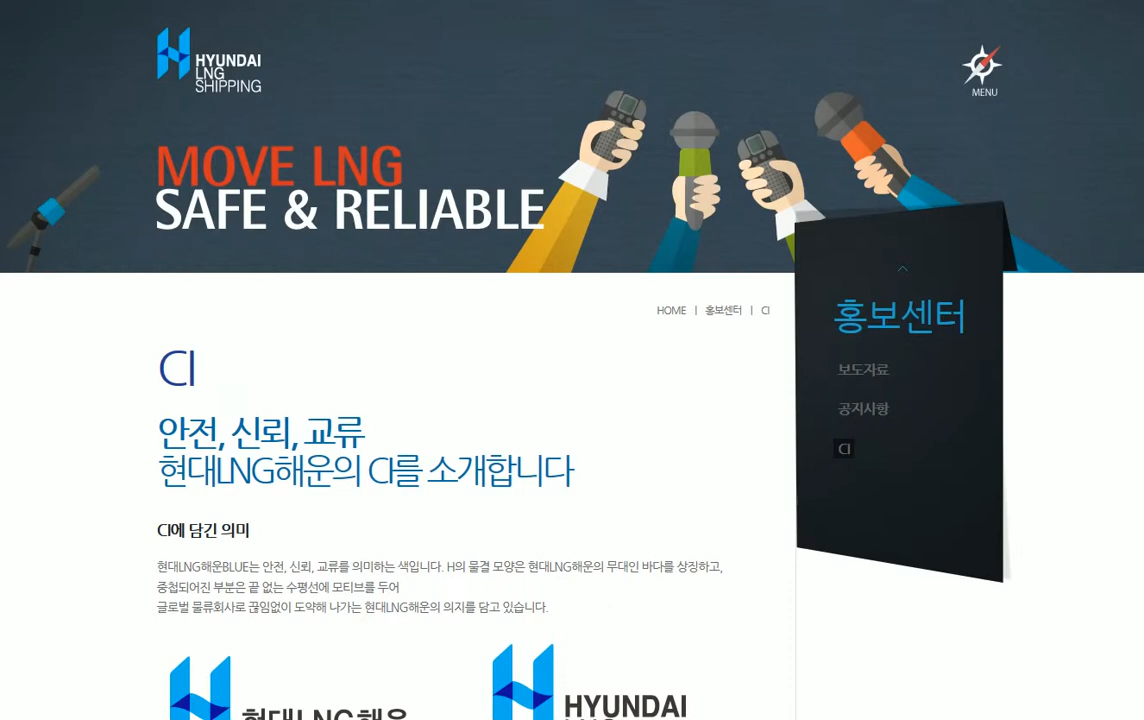 HYUNDAI
LNG
SHIPPING
MENU
MOVE LNG
SAFE & RELIABLE
HOME | 홍보센터 | CI
홍보센터
보도자료
공지사항
CI
CI
안전, 신뢰, 교류
현대LNG해운의 CI를 소개합니다
CI에 담긴 의미
현대LNG해운BLUE는 안전, 신뢰, 교류를 의미하는 색입니다. H의 물결 모양은 현대LNG해운의 무대인 바다를 상징하고,
중첩되어진 부분은 끝 없는 수평선에 모티브를 두어
글로벌 물류회사로 끊임없이 도약해 나가는 현대LNG해운의 의지를 담고 있습니다.
현대LNG해운
HYUNDAI
LNG